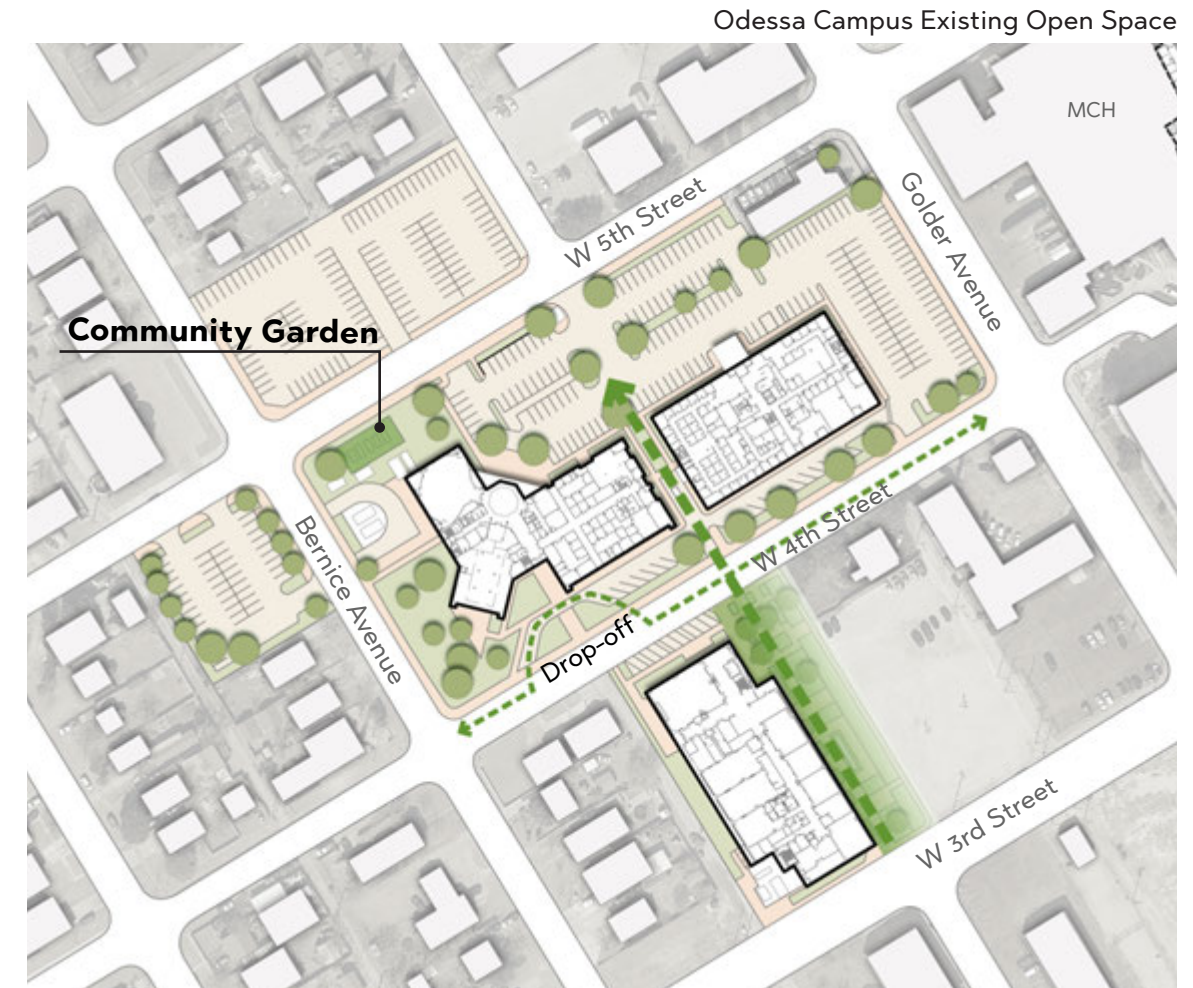 Odessa Campus Existing Open Space
MCH
W 5th Street
Golder Avenue
Community Garden
W 4th Street
Bernice Avenue
Drop-off
W 3rd Street